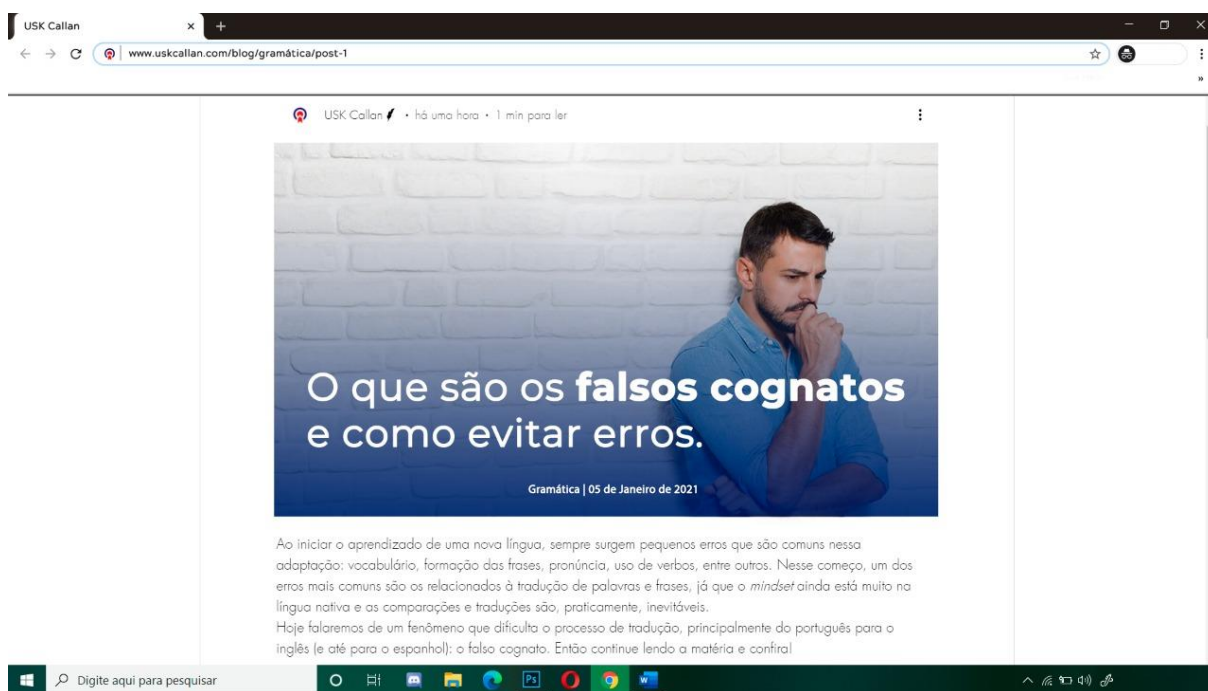 USK Callan
www.uskcallan.com/blog/gramática/post-1
USK Callan • há uma hora • 1 min para ler
O que são os falsos cognatos
e como evitar erros.
Gramática | 05 de Janeiro de 2021
Ao iniciar o aprendizado de uma nova língua, sempre surgem pequenos erros que são comuns nessa
adaptação: vocabulário, formação das frases, pronúncia, uso de verbos, entre outros. Nesse começo, um dos
erros mais comuns são os relacionados à tradução de palavras e frases, já que o mindset ainda está muito na
língua nativa e as comparações e traduções são, praticamente, inevitáveis.
Hoje falaremos de um fenômeno que dificulta o processo de tradução, principalmente do português para o
inglês (e até para o espanhol): o falso cognato. Então continue lendo a matéria e confira!
Digite aqui para pesquisar
Ps
W